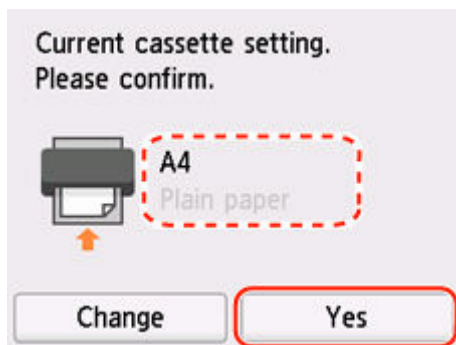 Current cassette setting.
Please confirm.
A4
Plain paper
Change
Yes